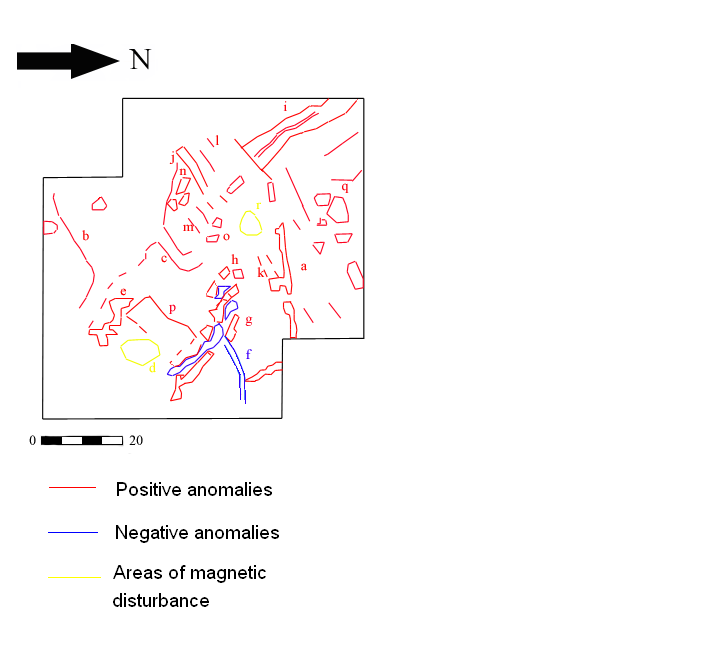 N
i
l
j
n
q
r
b
m
o
c
h
k
a
e
p
g
f
d
0 20
Positive anomalies
Negative anomalies
Areas of magnetic
disturbance